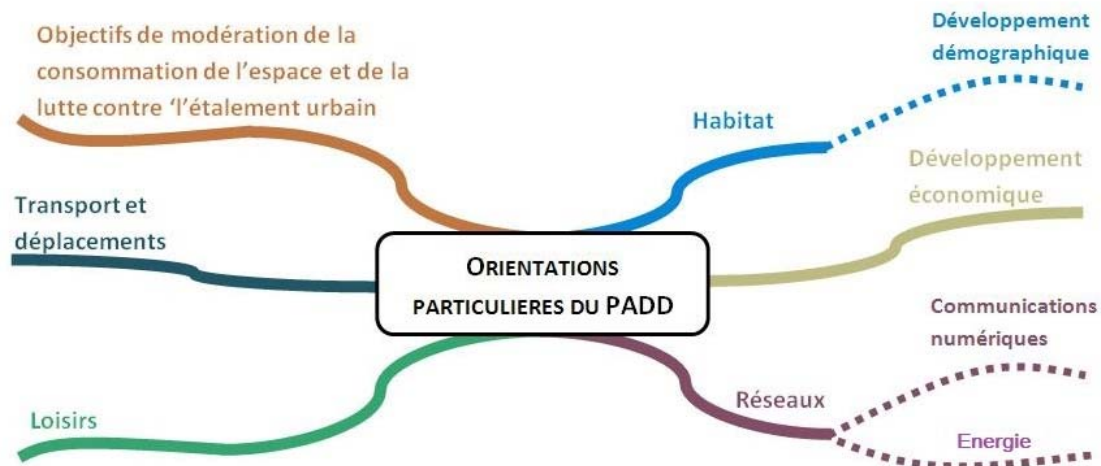 Objectifs de modération de la
consommation de l'espace et de la
lutte contre 'l'étalement urbain
Transport et
déplacements
Loisirs
ORIENTATIONS
PARTICULIERES DU PADD
Développement
démographique
Habitat
Développement
économique
Communications
numériques
Réseaux
Energie